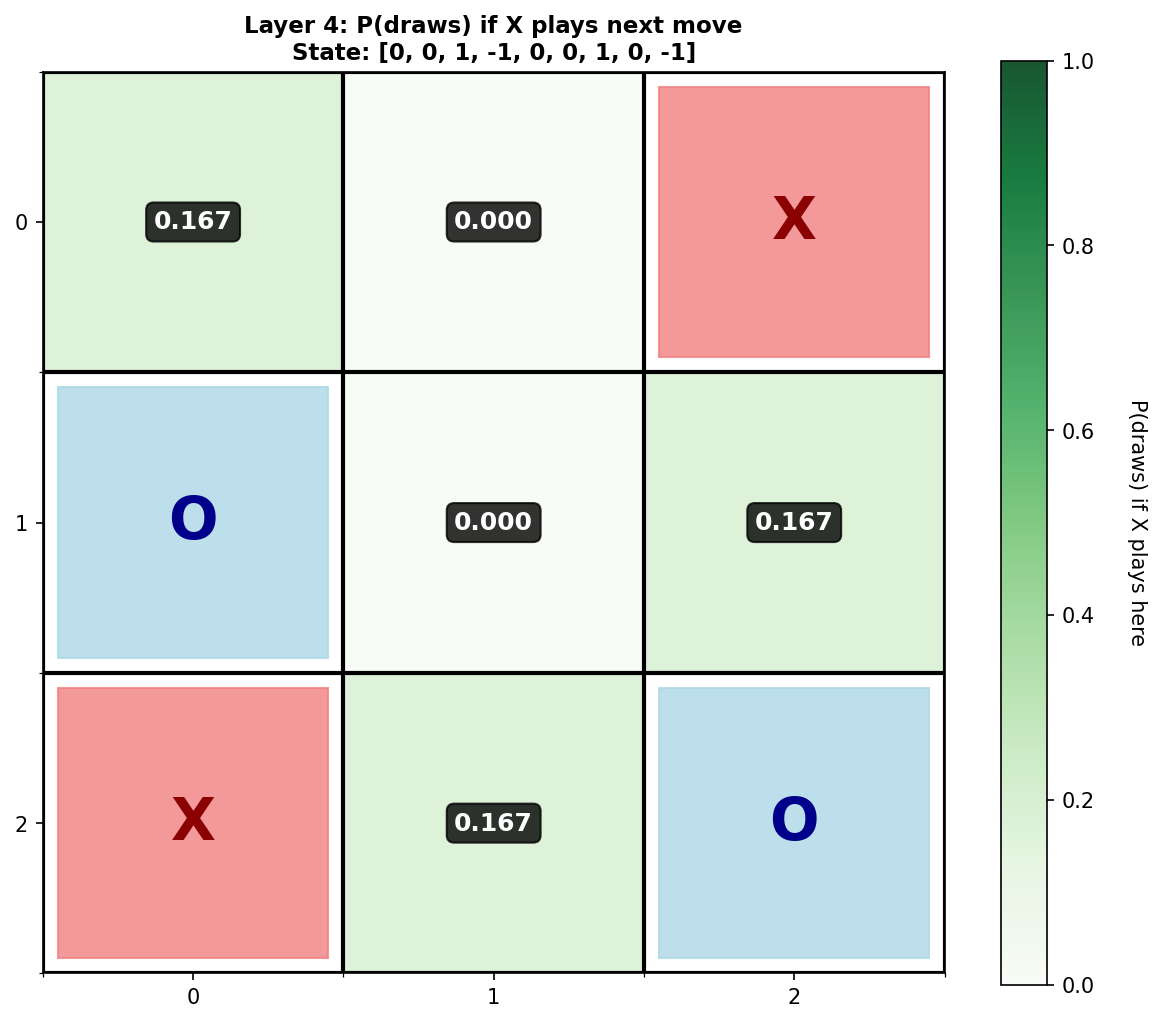 Layer 4: P(draws) if X plays next move
State: [0, 0, 1, -1, 0, 0, 1, 0, -1]
0.167
0.000
X
O
0.000
0.167
X
0.167
O
0
1
2
0
1
2
1.0
0.8
0.6
0.4
0.2
0.0
P(draws) if X plays here